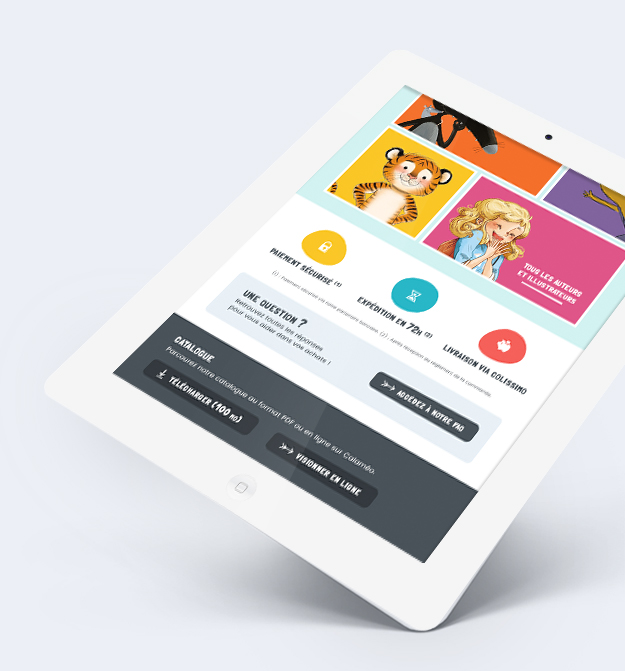 TOUS LES AUTEURS
ET ILLUSTRATEURS
PAIEMENT SÉCURISÉ (1)
EXPÉDITION EN 72H (2)
LIVRAISON VIA COLISSIMO
(1) : Paiement sécurisé via notre partenaire bancaire. (2) : Après réception du règlement de la commande.
UNE QUESTION ?
Retrouvez toutes les réponses
pour vous aider dans vos achats !
ACCÉDEZ À NOTRE FAQ
CATALOGUE
Parcourez notre catalogue au format PDF ou en ligne sur Calaméo.
TÉLÉCHARGER (100 MO)
VISIONNER EN LIGNE